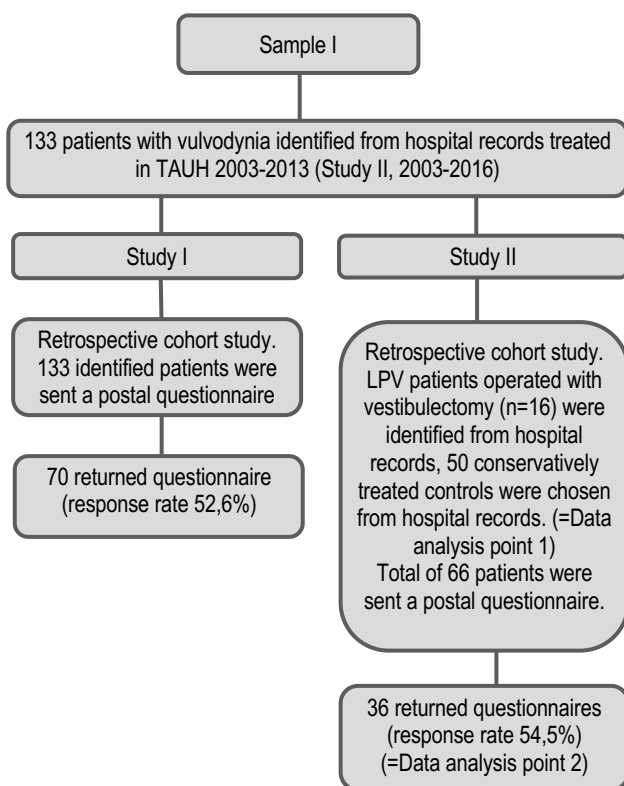 Sample I
133 patients with vulvodynia identified from hospital records treated
in TAUH 2003-2013 (Study II, 2003-2016)
Study I
Retrospective cohort study.
133 identified patients were
sent a postal questionnaire
70 returned questionnaire
(response rate 52,6%)
Study II
Retrospective cohort study.
LPV patients operated with
vestibulectomy (n=16) were
identified from hospital
records, 50 conservatively
treated controls were chosen
from hospital records. (=Data
analysis point 1)
Total of 66 patients were
sent a postal questionnaire.
36 returned questionnaires
(response rate 54,5%)
(=Data analysis point 2)